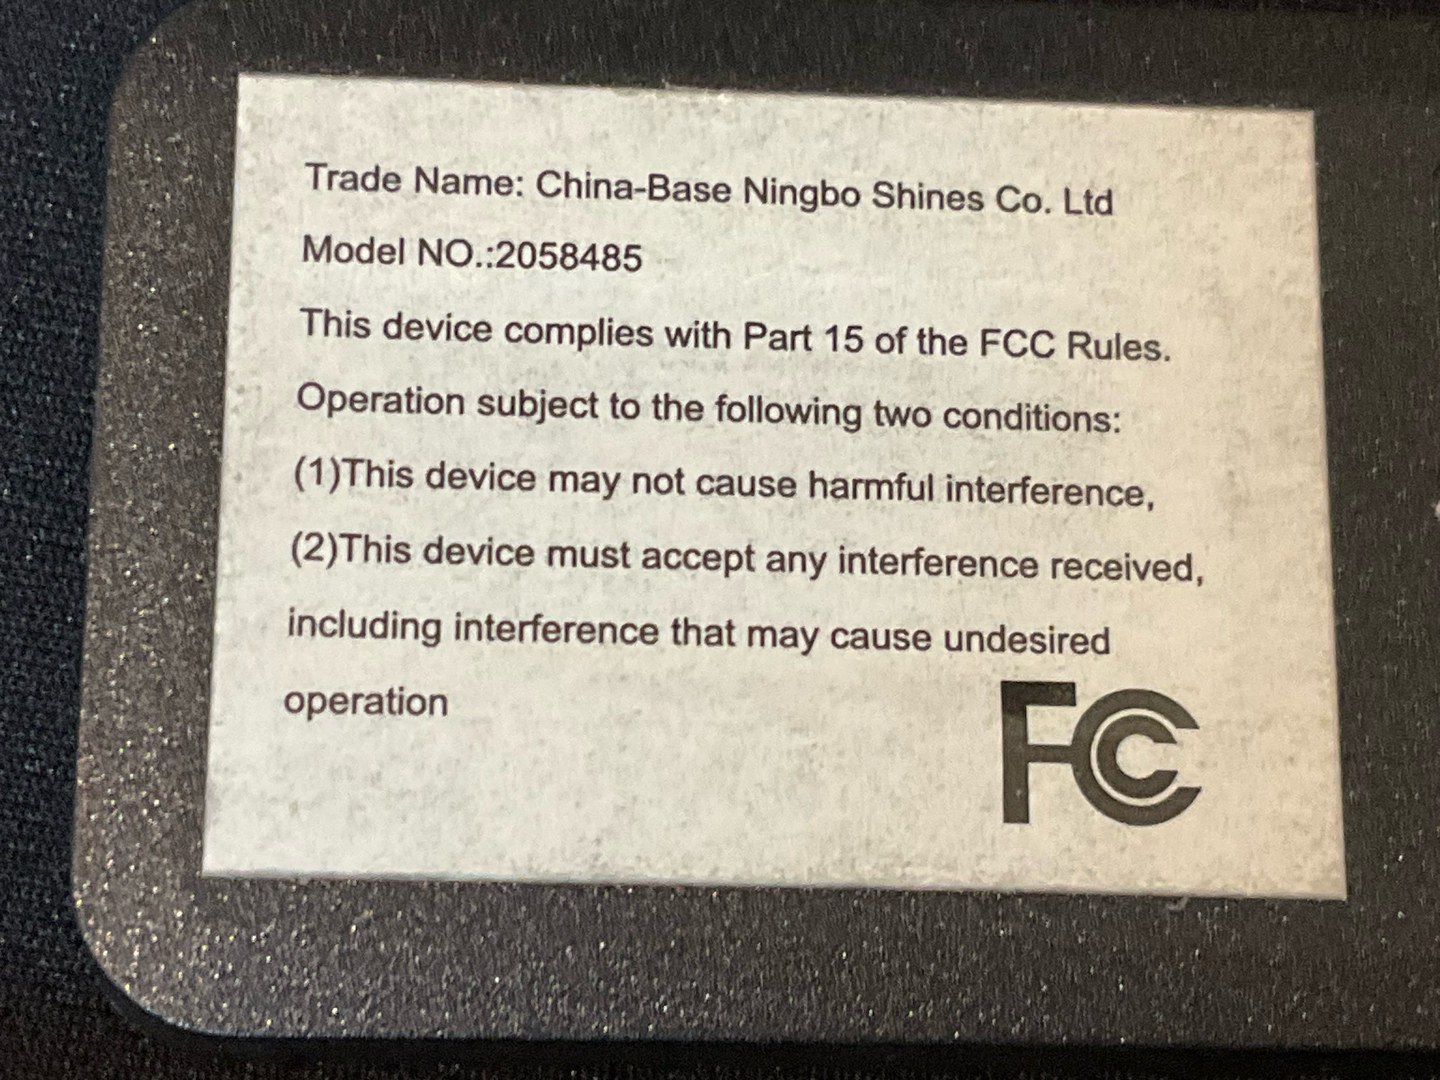 Trade Name: China-Base Ningbo Shines Co. Ltd
Model NO.:2058485
This device complies with Part 15 of the FCC Rules.
Operation subject to the following two conditions:
(1)This device may not cause harmful interference,
(2)This device must accept any interference received,
including interference that may cause undesired
operation
FCC